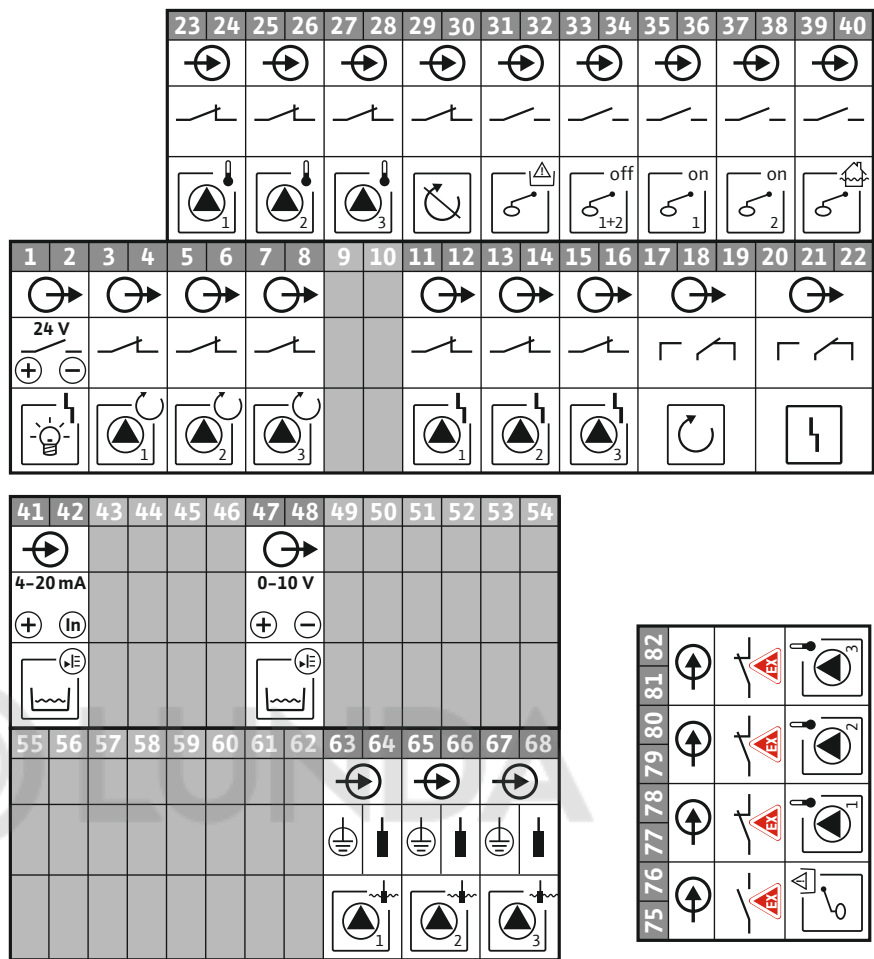 23 24 25 26 27 28 29 30 31 32 33 34 35 36 37 38 39 40
off on on
1 2 3 1+2 1 2
1 2 3 4 5 6 7 8 9 10 11 12 13 14 15 16 17 18 19 20 21 22
24 V
+ −
1 2 3 1 2 3
41 42 43 44 45 46 47 48 49 50 51 52 53 54
4–20 mA 0–10 V
+ In + −
LUNDA
55 56 57 58 59 60 61 62 63 64 65 66 67 68
1 2 3
75 76 77 78 79 80 81 82
EX EX EX EX
1 2 3